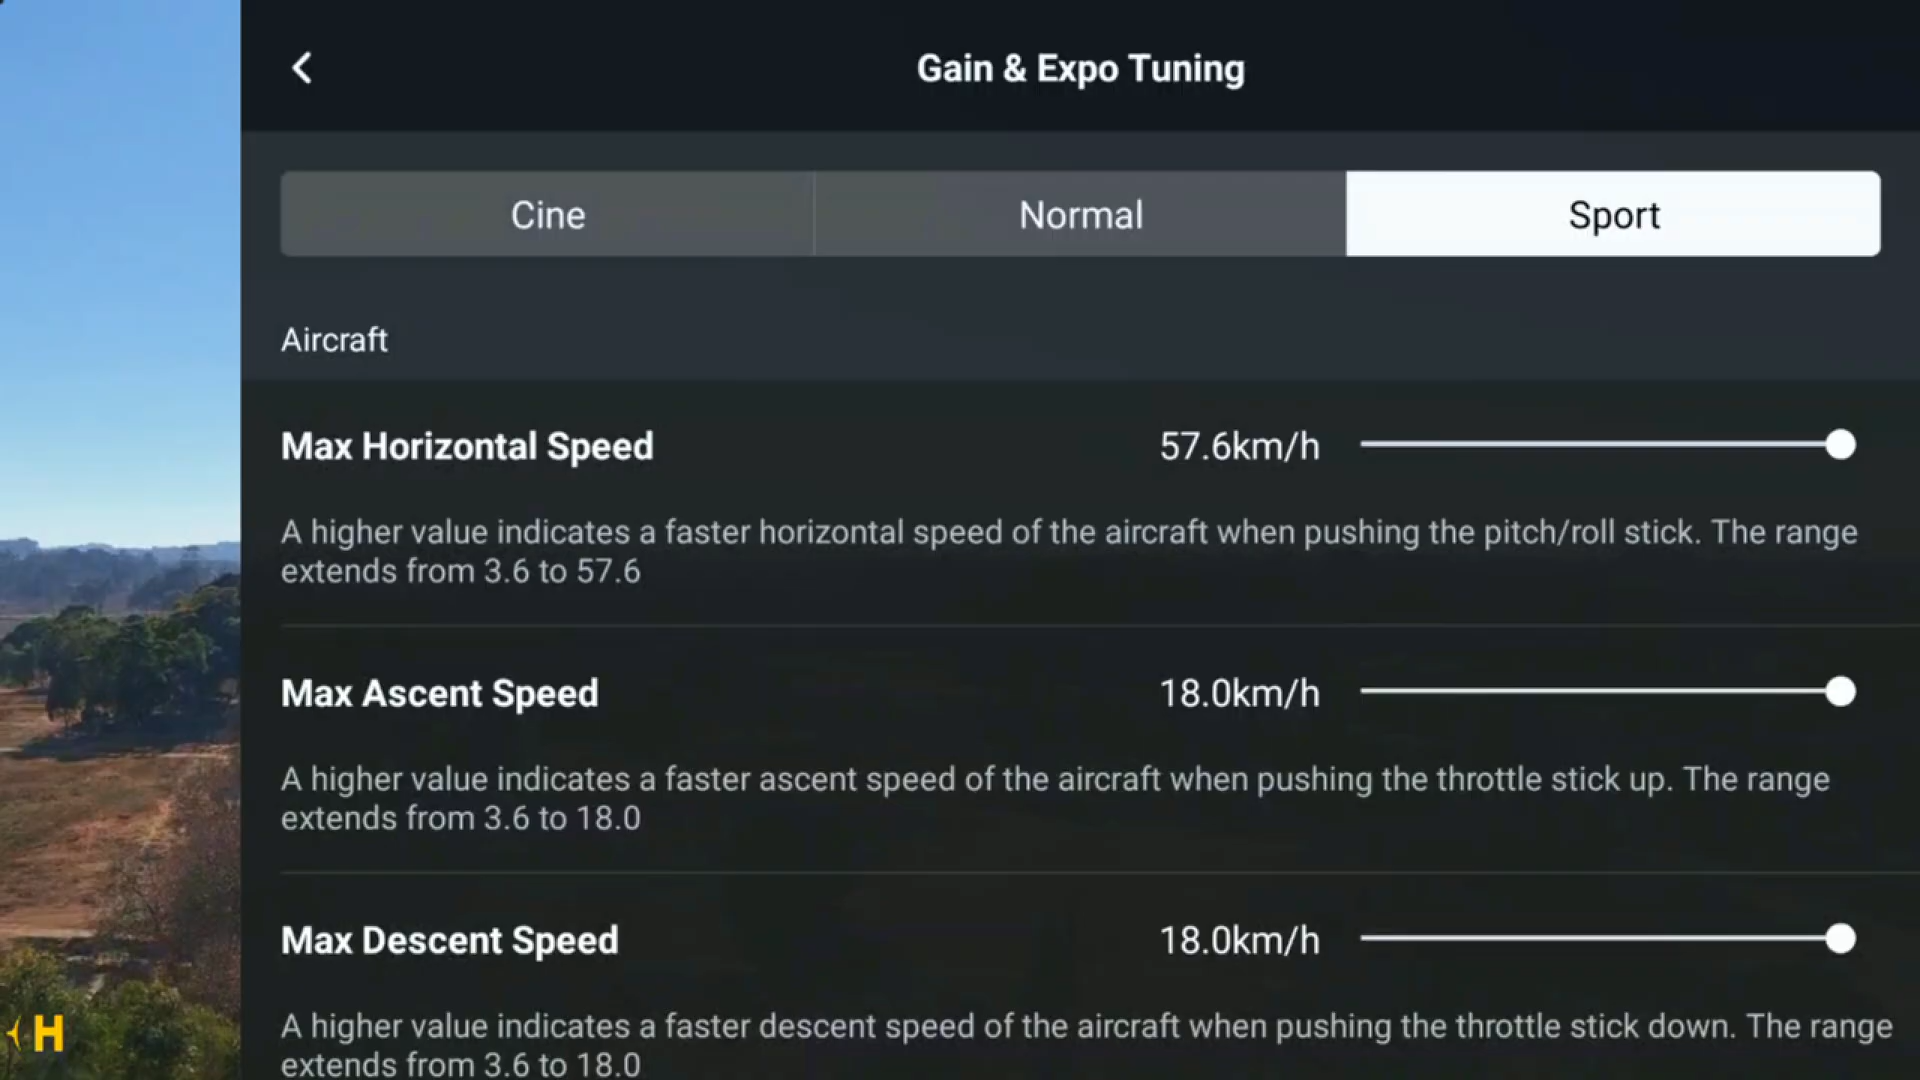 Gain & Expo Tuning
Cine
Normal
Sport
Aircraft
Max Horizontal Speed
57.6km/h
A higher value indicates a faster horizontal speed of the aircraft when pushing the pitch/roll stick. The range
extends from 3.6 to 57.6
Max Ascent Speed
18.0km/h
A higher value indicates a faster ascent speed of the aircraft when pushing the throttle stick up. The range
extends from 3.6 to 18.0
Max Descent Speed
18.0km/h
A higher value indicates a faster descent speed of the aircraft when pushing the throttle stick down. The range
extends from 3.6 to 18.0
H